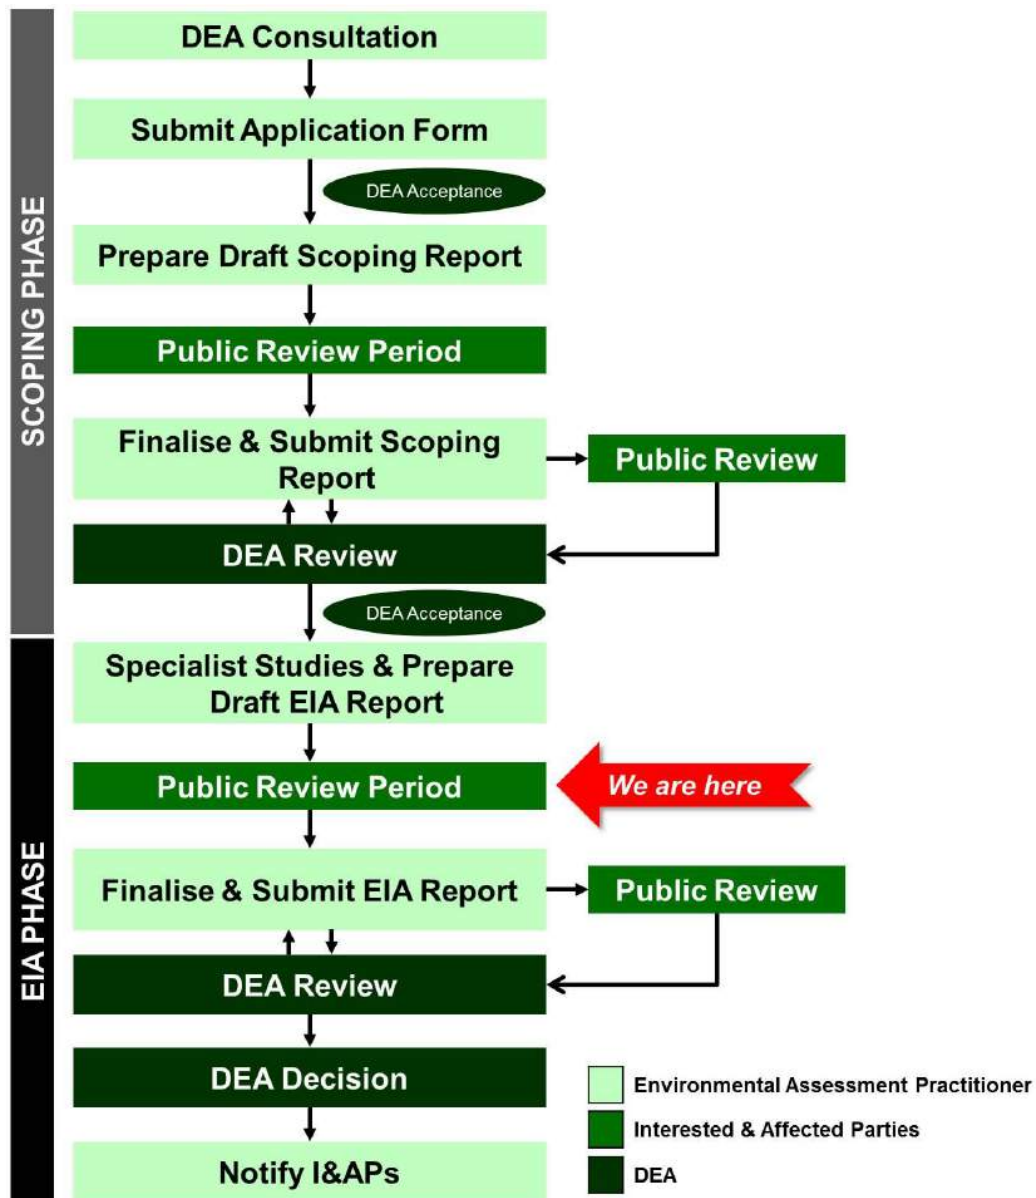 SCOPING PHASE
DEA Consultation
Submit Application Form
DEA Acceptance
Prepare Draft Scoping Report
Public Review Period
Finalise & Submit Scoping
Report
Public Review
DEA Review
DEA Acceptance
EIA PHASE
Specialist Studies & Prepare
Draft EIA Report
Public Review Period
We are here
Finalise & Submit EIA Report
Public Review
DEA Review
DEA Decision
Notify I&APs
Environmental Assessment Practitioner
Interested & Affected Parties
DEA